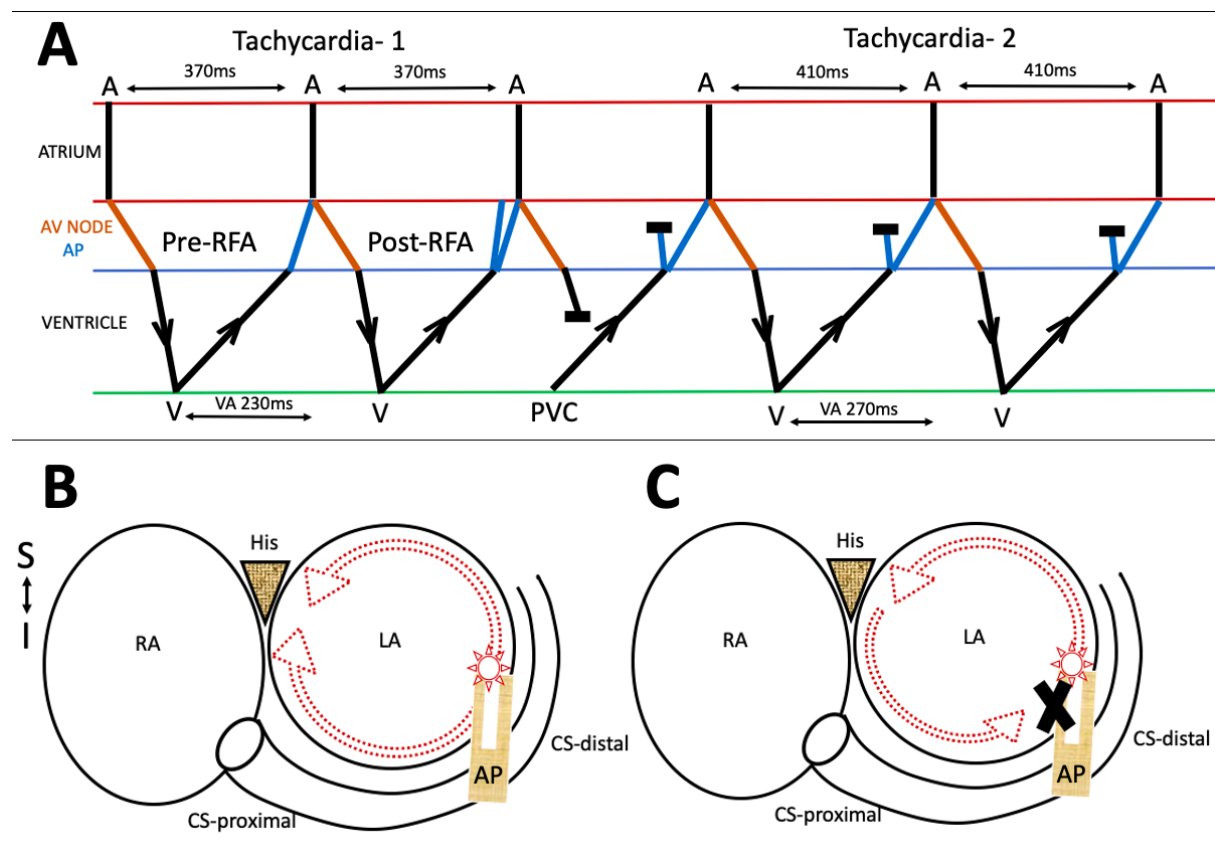 A
Tachycardia- 1
Tachycardia- 2
370ms
370ms
410ms
410ms
A
A
A
A
A
A
ATRIUM
AV NODE
AP
Pre-RFA
Post-RFA
VENTRICLE
V
VA 230ms
V
PVC
V
VA 270ms
V
B
S
I
His
RA
LA
AP
CS-distal
CS-proximal
C
His
RA
LA
AP
CS-distal
CS-proximal